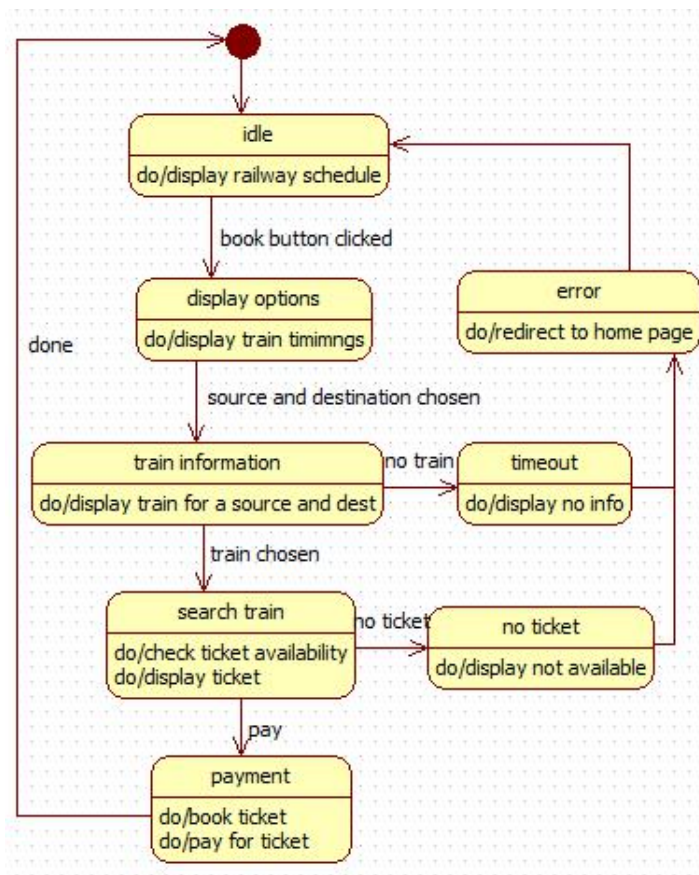 idle
do/display railway schedule
book button clicked
display options
do/display train timimngs
error
do/redirect to home page
done
source and destination chosen
train information
do/display train for a source and dest
no train
timeout
do/display no info
train chosen
search train
do/check ticket availability
do/display ticket
no ticket
no ticket
do/display not available
pay
payment
do/book ticket
do/pay for ticket